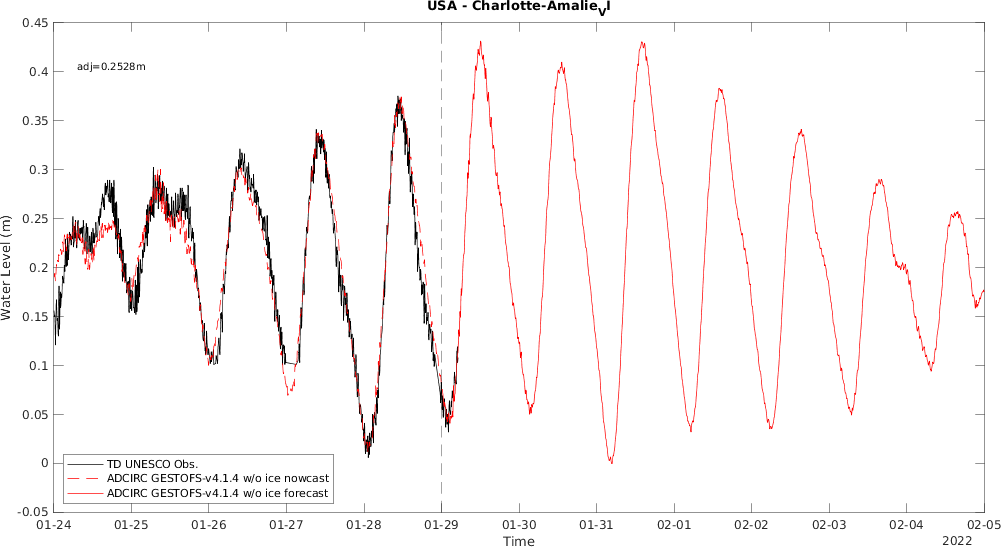 USA - Charlotte-Amalie_VI
0.45
0.4
0.35
0.3
0.25
0.2
0.15
0.1
0.05
0
-0.05
Water Level (m)
adj=0.2528m
TD UNESCO Obs.
ADCIRC GESTOFS-v4.1.4 w/o ice nowcast
ADCIRC GESTOFS-v4.1.4 w/o ice forecast
01-24 01-25 01-26 01-27 01-28 01-29 01-30 01-31 02-01 02-02 02-03 02-04 02-05
Time
2022